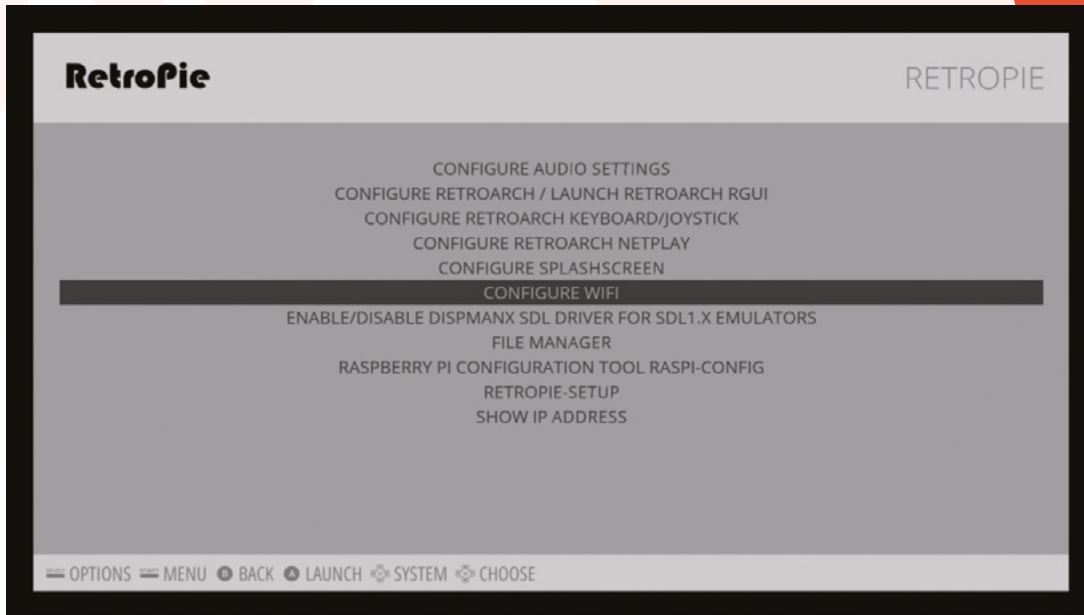 RetroPie
RETROPIE
CONFIGURE AUDIO SETTINGS
CONFIGURE RETROARCH / LAUNCH RETROARCH RGUI
CONFIGURE RETROARCH KEYBOARD/JOYSTICK
CONFIGURE RETROARCH NETPLAY
CONFIGURE SPLASHSCREEN
CONFIGURE WIFI
ENABLE/DISABLE DISPMANX SDL DRIVER FOR SDL1.X EMULATORS
FILE MANAGER
RASPBERRY PI CONFIGURATION TOOL RASPI-CONFIG
RETROPIE-SETUP
SHOW IP ADDRESS
SELECT OPTIONS START MENU B BACK A LAUNCH SYSTEM CHOOSE